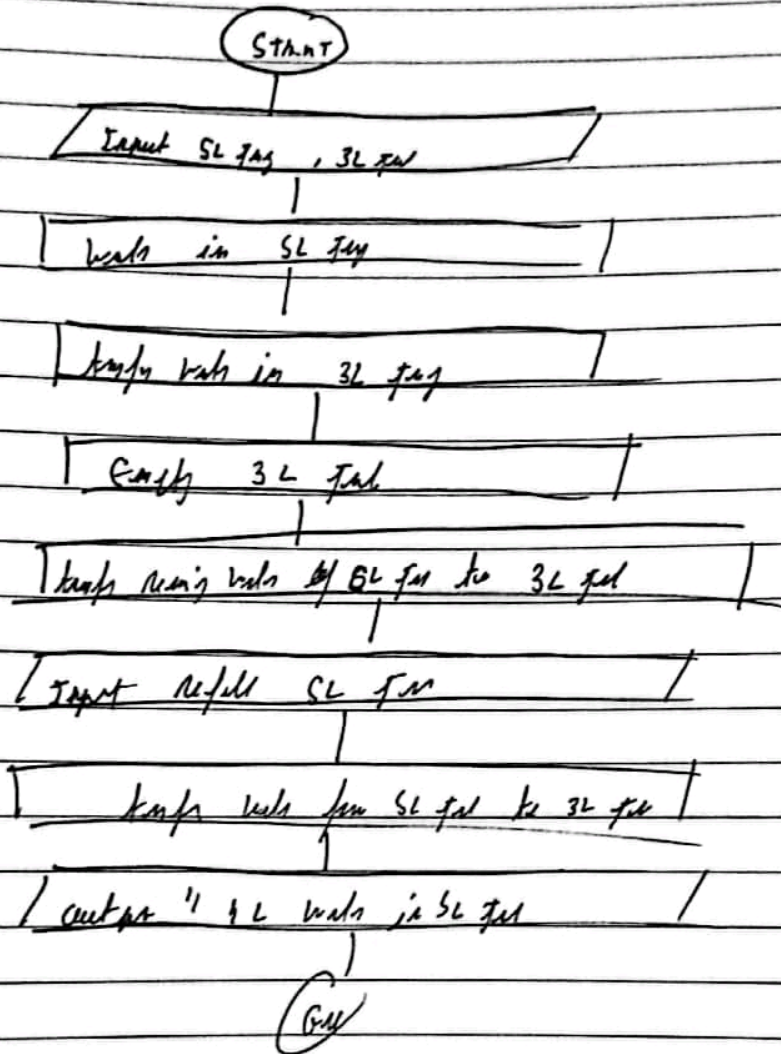 Start
Input 5L Jug, 3L Jug
Water in 5L Jug
water in 3L Jug
Empty 3L Jug
water of 5L Jug to 3L Jug
Input refill 5L Jug
water from 5L Jug to 3L Jug
output "4L water in 5L Jug
End